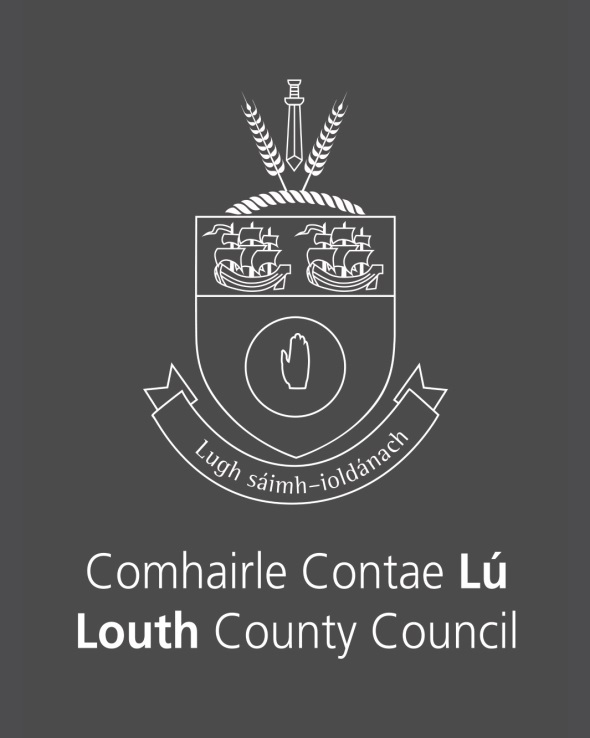 Lugh sáimh-ioldánach
Comhairle Contae Lú
Louth County Council